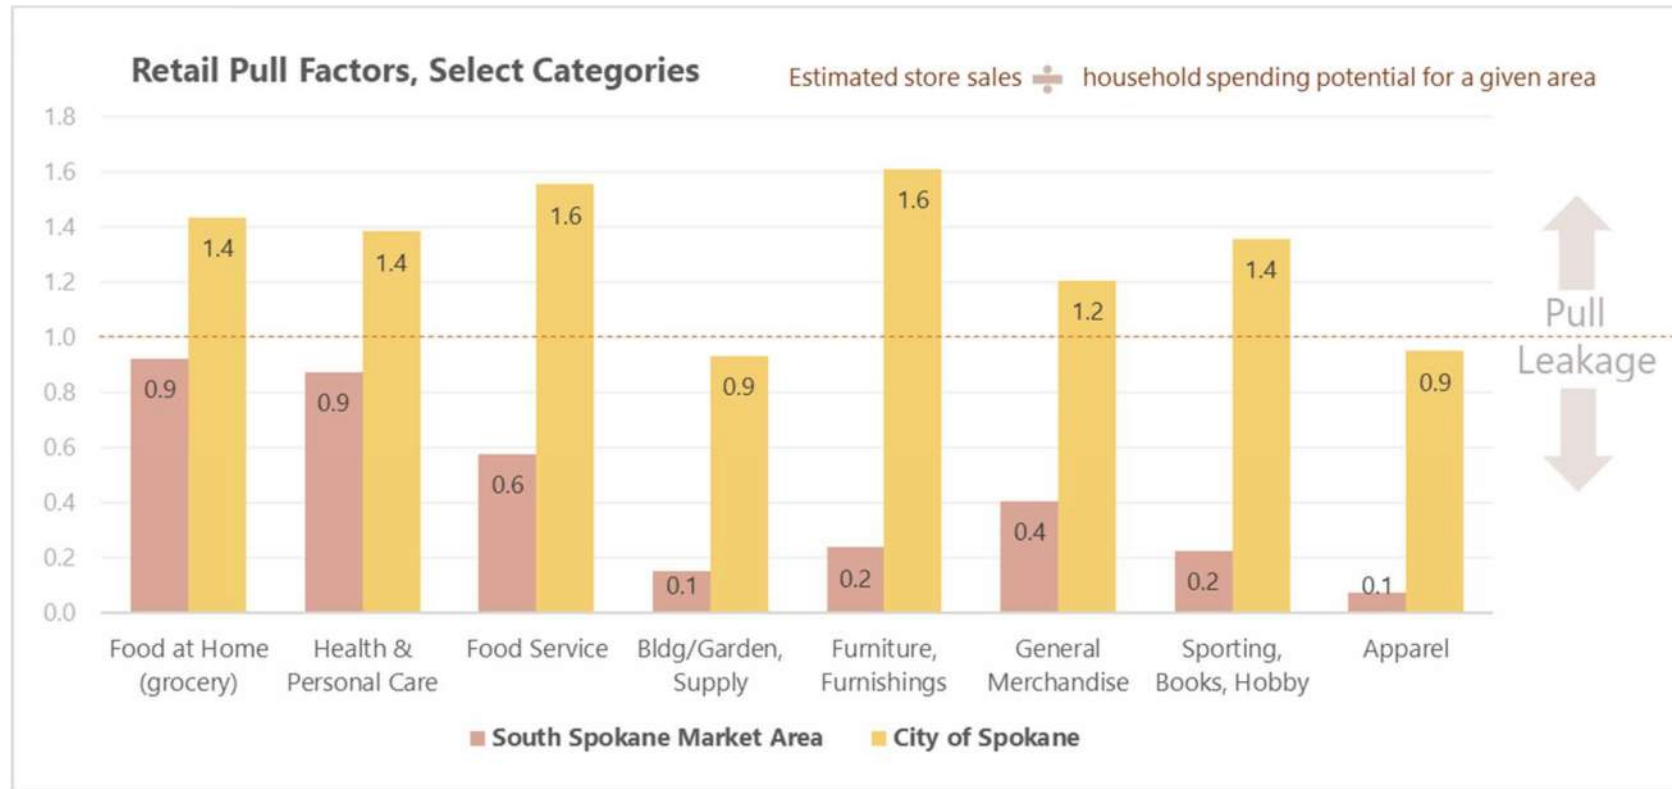 Retail Pull Factors, Select Categories
Estimated store sales ÷ household spending potential for a given area
1.8
1.6
1.4
1.2
1.0
0.8
0.6
0.4
0.2
0.0
0.9
1.4
0.9
1.4
0.6
1.6
0.1
0.9
0.2
1.6
0.4
1.2
0.2
1.4
0.1
0.9
Pull
Leakage
Food at Home
(grocery)
Health &
Personal Care
Food Service
Bldg/Garden,
Supply
Furniture,
Furnishings
General
Merchandise
Sporting,
Books, Hobby
Apparel
South Spokane Market Area
City of Spokane